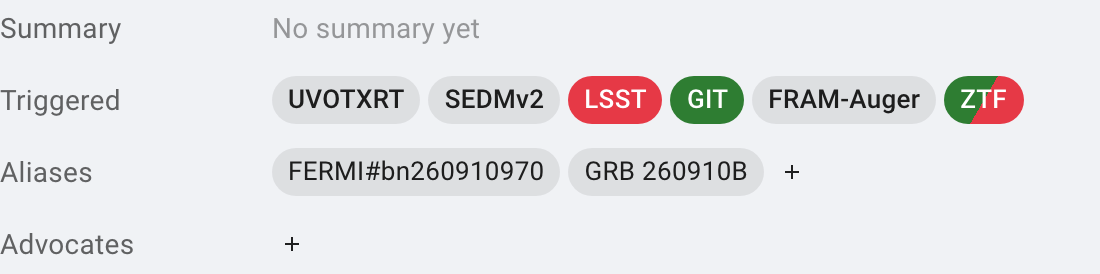 Summary No summary yet
Triggered UVOTXRT SEDMv2 LSST GIT FRAM-Auger ZTF
Aliases FERMI#bn260910970 GRB 260910B +
Advocates +